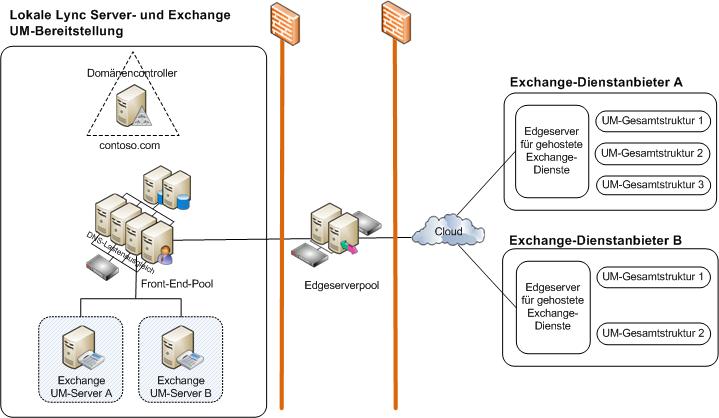 Lokale Lync Server- und Exchange
UM-Bereitstellung
Domänencontroller
contoso.com
DNS-Lastenausgleich
Front-End-Pool
Exchange
UM-Server A
Exchange
UM-Server B
Edgeserverpool
Cloud
Exchange-Dienstanbieter A
Edgeserver
für gehostete
Exchange-
Dienste
UM-Gesamtstruktur 1
UM-Gesamtstruktur 2
UM-Gesamtstruktur 3
Exchange-Dienstanbieter B
Edgeserver
für gehostete
Exchange-
Dienste
UM-Gesamtstruktur 1
UM-Gesamtstruktur 2